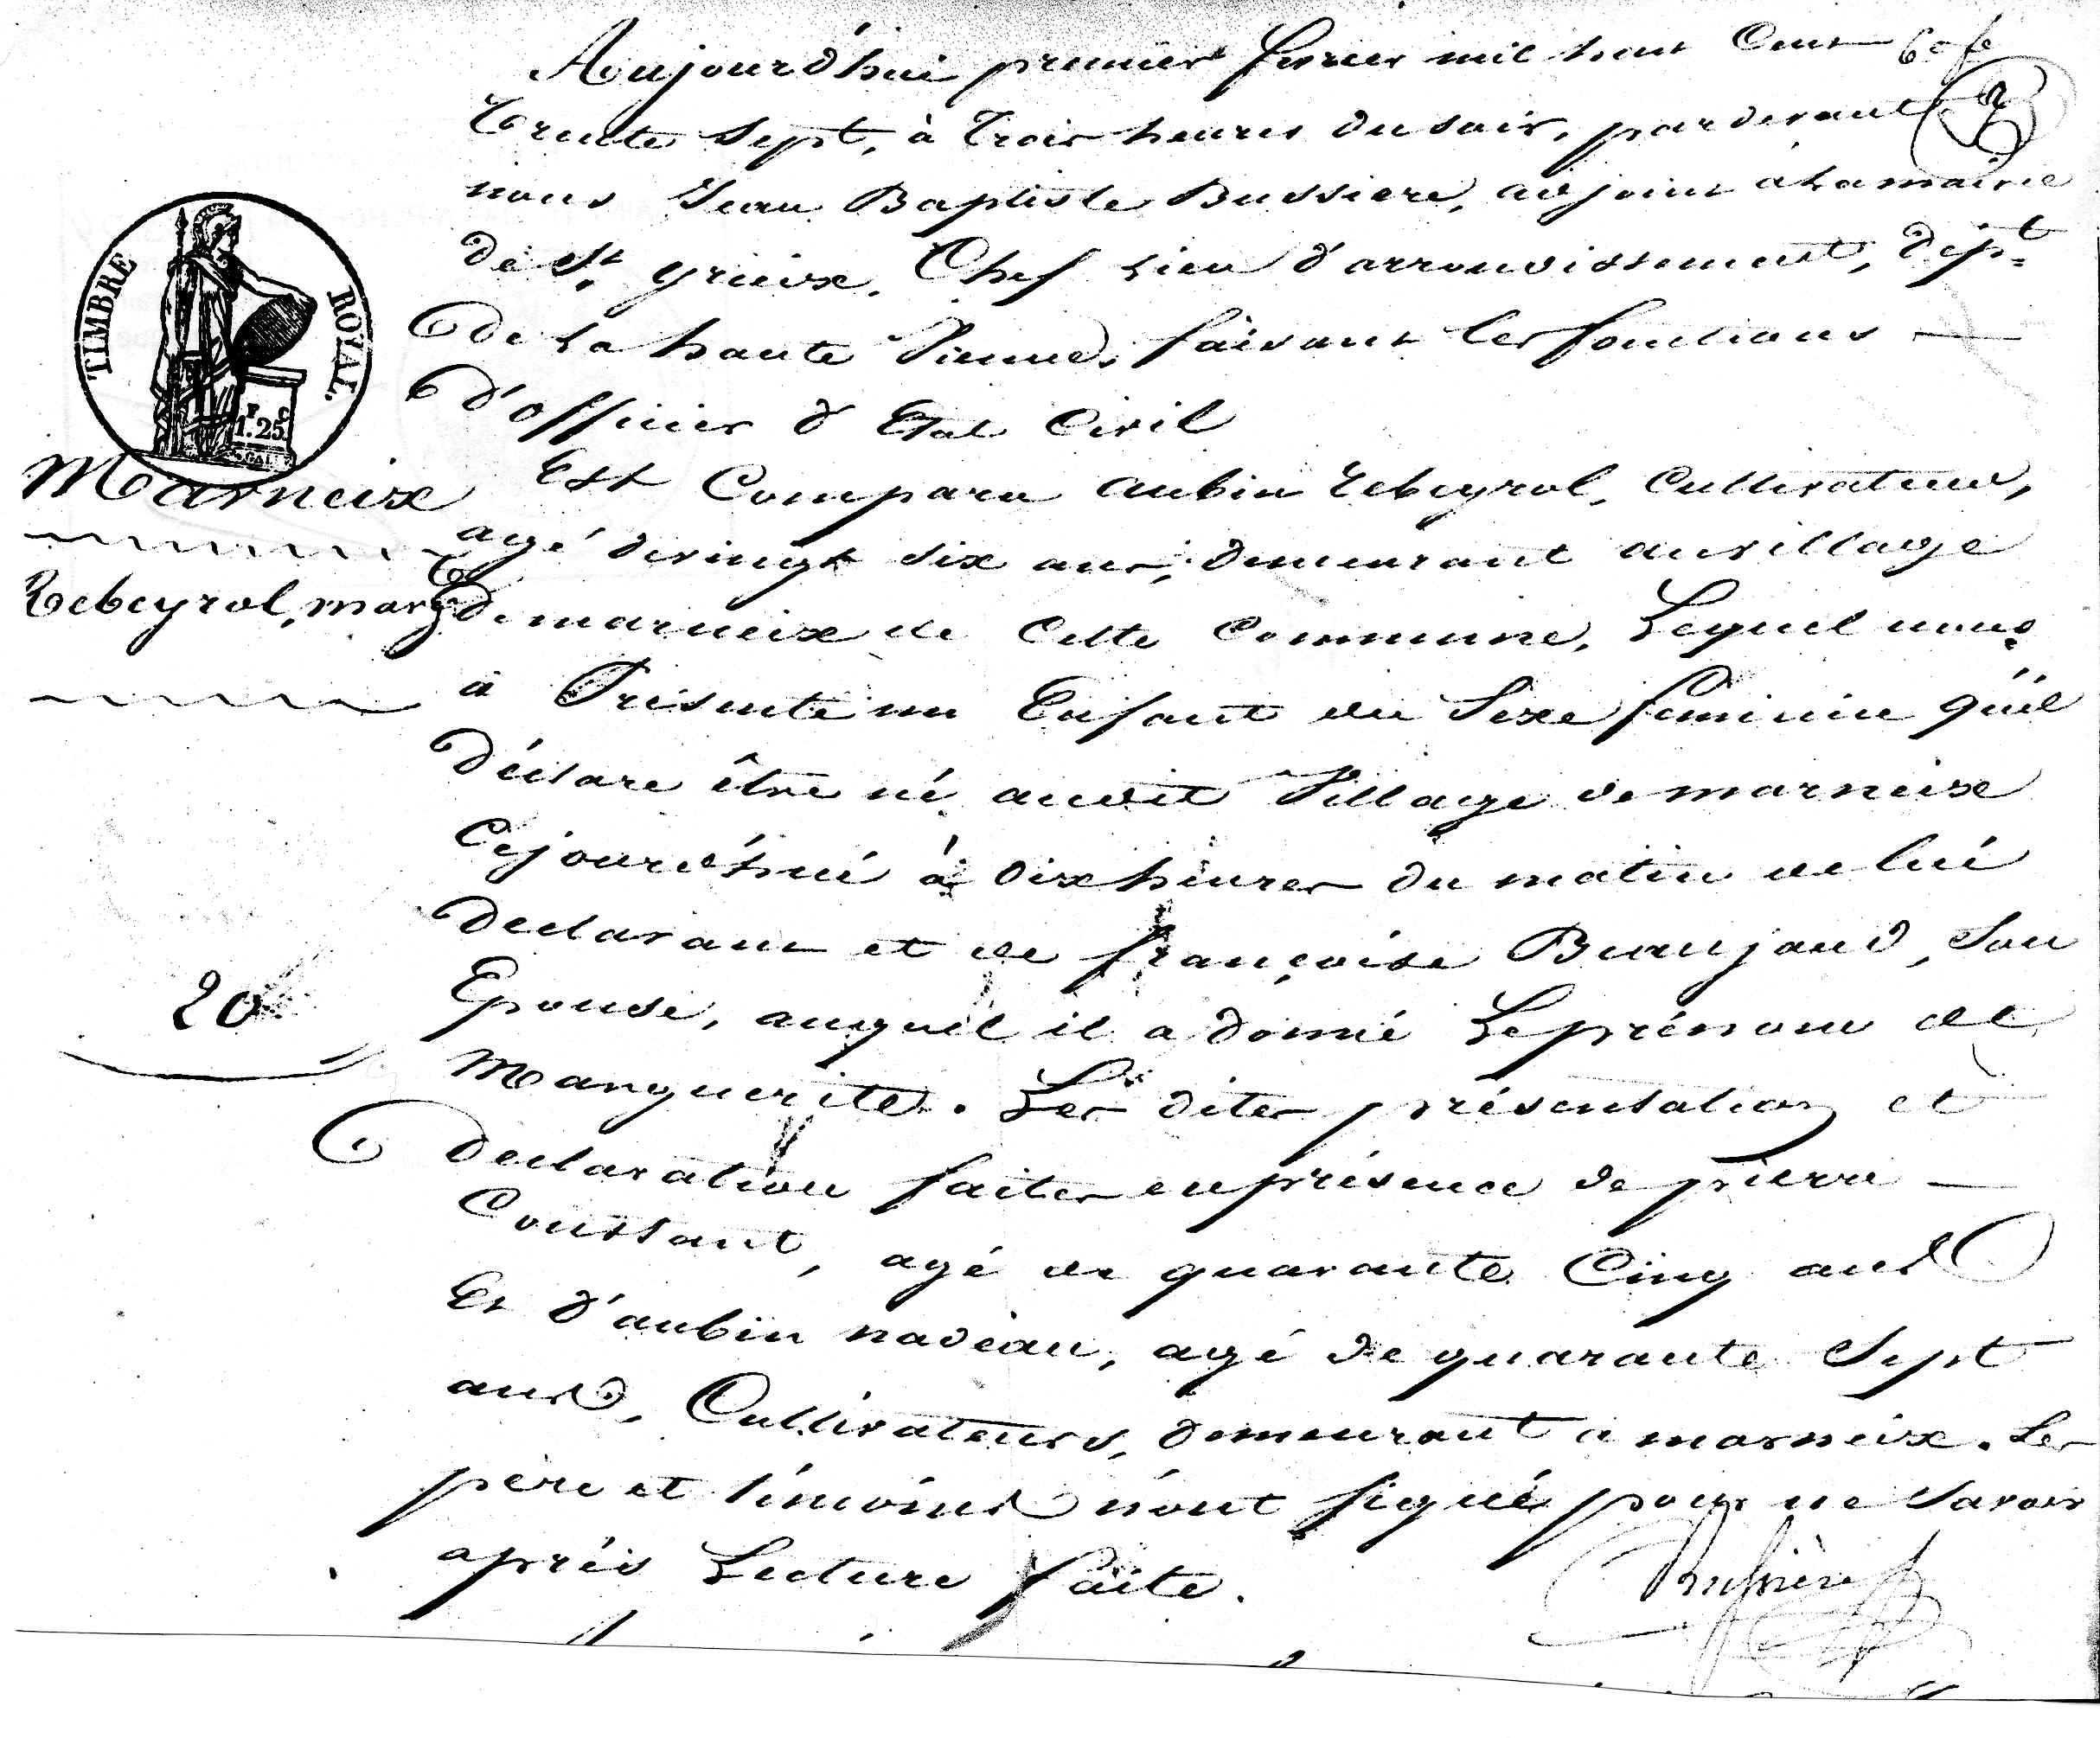 Aujourd'hui premier fevrier mil huit Cent
Trente Sept, à Trois heures du soir, pardevant
nous Jean Baptiste Bussiere, adjoint à La mairie
de St. yrieix, Chef Lieu d'arrondissement, Dépt.
TIMBRE ROYAL.
de La haute Vienne, faisant les fonctions
F C
1.25
d'officier d'Etat Civil
Marneix
Est Comparu aubin Rebeyrol, Cultivateur,
agé de vingt six ans, demeurant au village
Rebeyrol, marg.te
de marneix de Cette Commune, Lequel nous
a Présenté un Enfant du Sexe feminin qu'il
Déclare être né audit Village de marneix
Cejourd'hui à dix heures du matin de lui
Declarant et de françoise, Son
20
Epouse, auquel il a donné Le prénom de
Marguerite. Les dites présentation et
Declaration faites en présence de pierre
Coussant, agé de quarante Cinq ans
Et d'aubin nadeau, agé de quarante Sept
ans, Cultivateurs, demeurant a marneix. Les
père et témoins n'ont signé pour ne Savoir
après Lecture faite.
Bussière